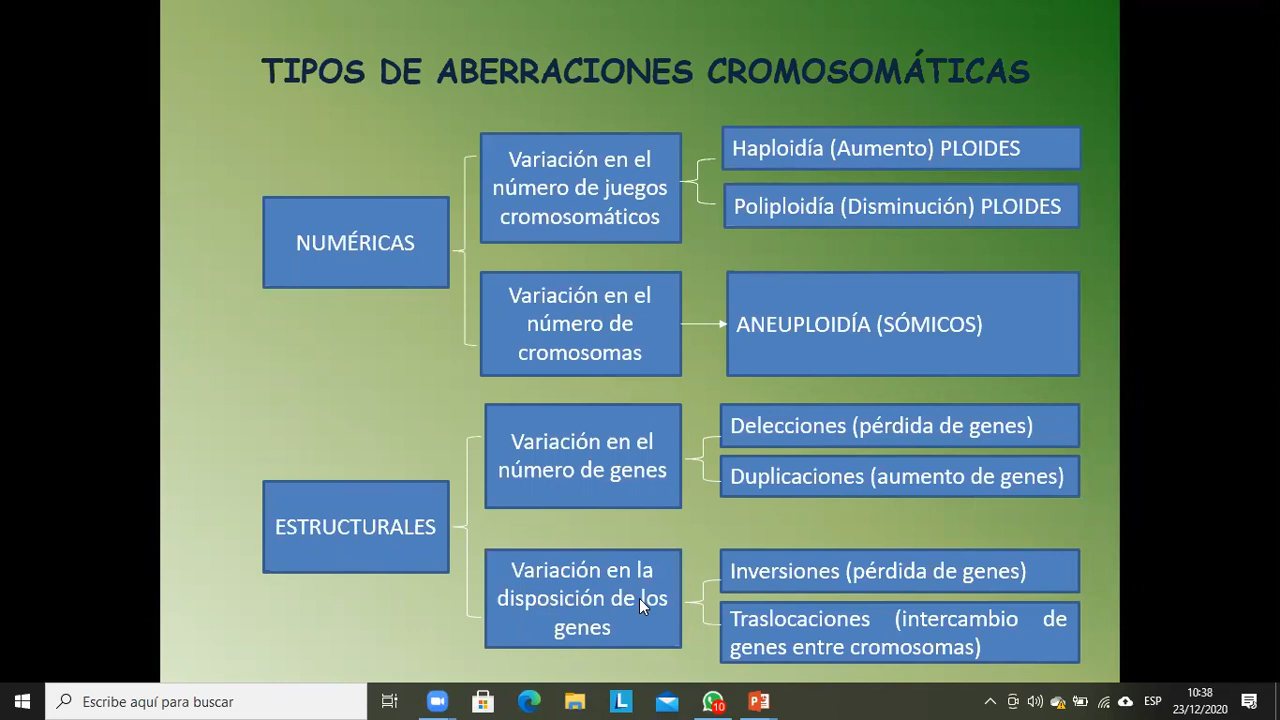 TIPOS DE ABERRACIONES CROMOSOMÁTICAS
NUMÉRICAS
Variación en el
número de juegos
cromosomáticos
Haploidía (Aumento) PLOIDES
Poliploidía (Disminución) PLOIDES
Variación en el
número de
cromosomas
ANEUPLOIDÍA (SÓMICOS)
ESTRUCTURALES
Variación en el
número de genes
Delecciones (pérdida de genes)
Duplicaciones (aumento de genes)
Variación en la
disposición de los
genes
Inversiones (pérdida de genes)
Traslocaciones (intercambio de
genes entre cromosomas)
Escribe aquí para buscar
L
10
P
ESP
10:38
23/12/2020